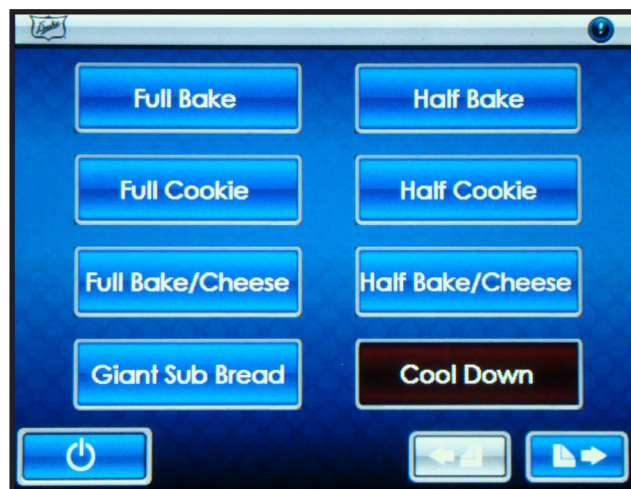 Full Bake
Half Bake
Full Cookie
Half Cookie
Full Bake/Cheese
Half Bake/Cheese
Giant Sub Bread
Cool Down